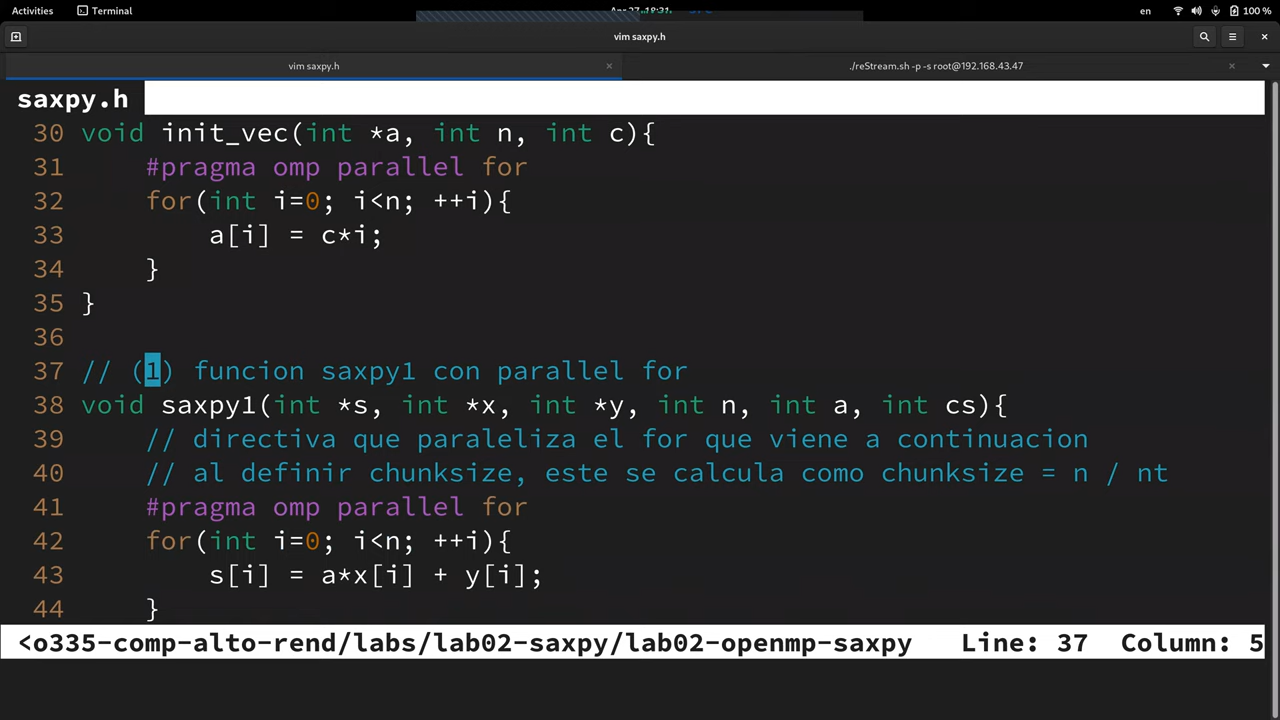 Activities Terminal Apr 27 18:31 en 100 %
vim saxpy.h
vim saxpy.h × ./reStream.sh -p -s root@192.168.43.47 ×
saxpy.h
30 void init_vec(int *a, int n, int c){
31 #pragma omp parallel for
32 for(int i=0; i<n; ++i){
33 a[i] = c*i;
34 }
35 }
36
37 // (1) funcion saxpy1 con parallel for
38 void saxpy1(int *s, int *x, int *y, int n, int a, int cs){
39 // directiva que paraleliza el for que viene a continuacion
40 // al definir chunksize, este se calcula como chunksize = n / nt
41 #pragma omp parallel for
42 for(int i=0; i<n; ++i){
43 s[i] = a*x[i] + y[i];
44 }
<o335-comp-alto-rend/labs/lab02-saxpy/lab02-openmp-saxpy Line: 37 Column: 5